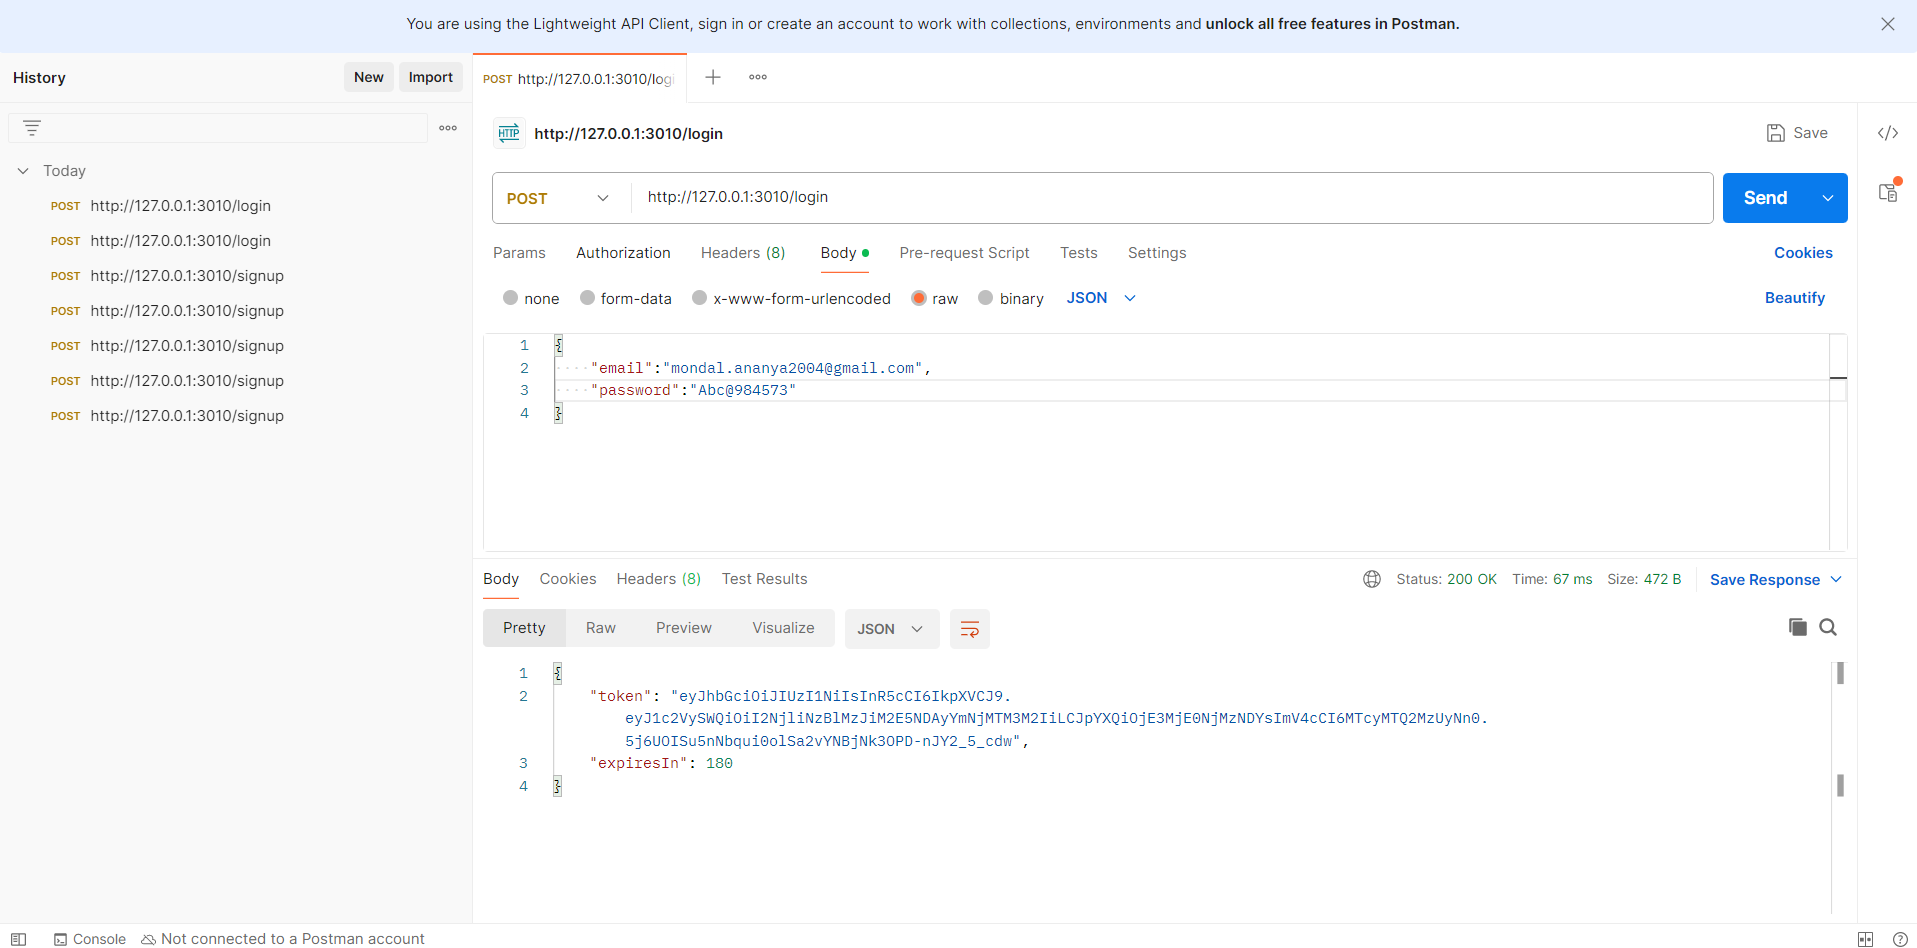 You are using the Lightweight API Client, sign in or create an account to work with collections, environments and unlock all free features in Postman.
History
New
Import
POST http://127.0.0.1:3010/logi
HTTP http://127.0.0.1:3010/login
Save
Today
POST http://127.0.0.1:3010/login
POST http://127.0.0.1:3010/login
POST http://127.0.0.1:3010/signup
POST http://127.0.0.1:3010/signup
POST http://127.0.0.1:3010/signup
POST http://127.0.0.1:3010/signup
POST http://127.0.0.1:3010/signup
POST http://127.0.0.1:3010/login
Send
Params Authorization Headers (8) Body Pre-request Script Tests Settings Cookies
none form-data x-www-form-urlencoded raw binary JSON Beautify
1 {
2 "email":"mondal.ananya2004@gmail.com",
3 "password":"Abc@984573"
4 }
Body Cookies Headers (8) Test Results Status: 200 OK Time: 67 ms Size: 472 B Save Response
Pretty Raw Preview Visualize JSON
1 {
2 "token": "eyJhbGciOiJIUzI1NiIsInR5cCI6IkpXVCJ9.
eyJ1c2VySWQiOiI2NjliNzBlMzJiM2E5NDAyYmNjMTM3M2IiLCJpYXQiOjE3MjE0NjMzNDYsImV4cCI6MTcyMTQ2MzUyNn0.
5j6UOISu5nNbqui0olSa2vYNBjNk3OPD-nJY2_5_cdw",
3 "expiresIn": 180
4 }
Console Not connected to a Postman account